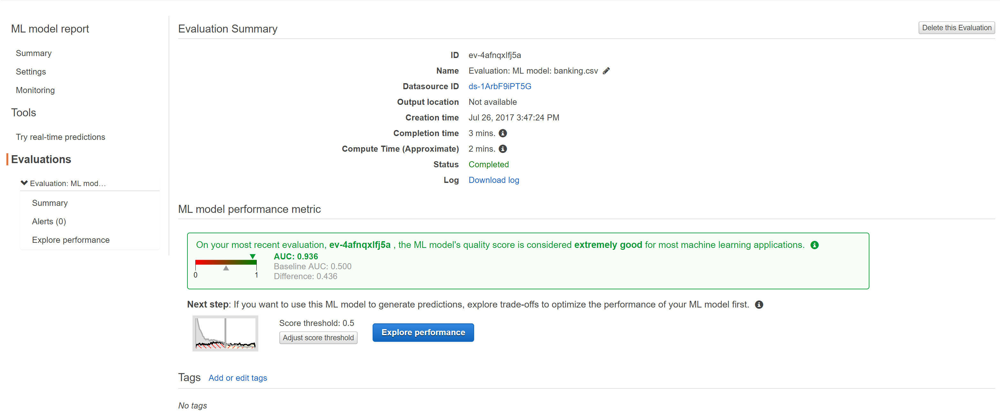 ML model report
Summary
Settings
Monitoring
Tools
Try real-time predictions
Evaluations
Evaluation: ML mod…
Summary
Alerts (0)
Explore performance
Evaluation Summary
Delete this Evaluation
ID ev-4afnqxlfj5a
Name Evaluation: ML model: banking.csv
Datasource ID ds-1ArbF9iPT5G
Output location Not available
Creation time Jul 26, 2017 3:47:24 PM
Completion time 3 mins.
Compute Time (Approximate) 2 mins.
Status Completed
Log Download log
ML model performance metric
On your most recent evaluation, ev-4afnqxlfj5a , the ML model's quality score is considered extremely good for most machine learning applications.
AUC: 0.936
Baseline AUC: 0.500
Difference: 0.436
0 1
Next step: If you want to use this ML model to generate predictions, explore trade-offs to optimize the performance of your ML model first.
Score threshold: 0.5
Adjust score threshold
Explore performance
Tags Add or edit tags
No tags